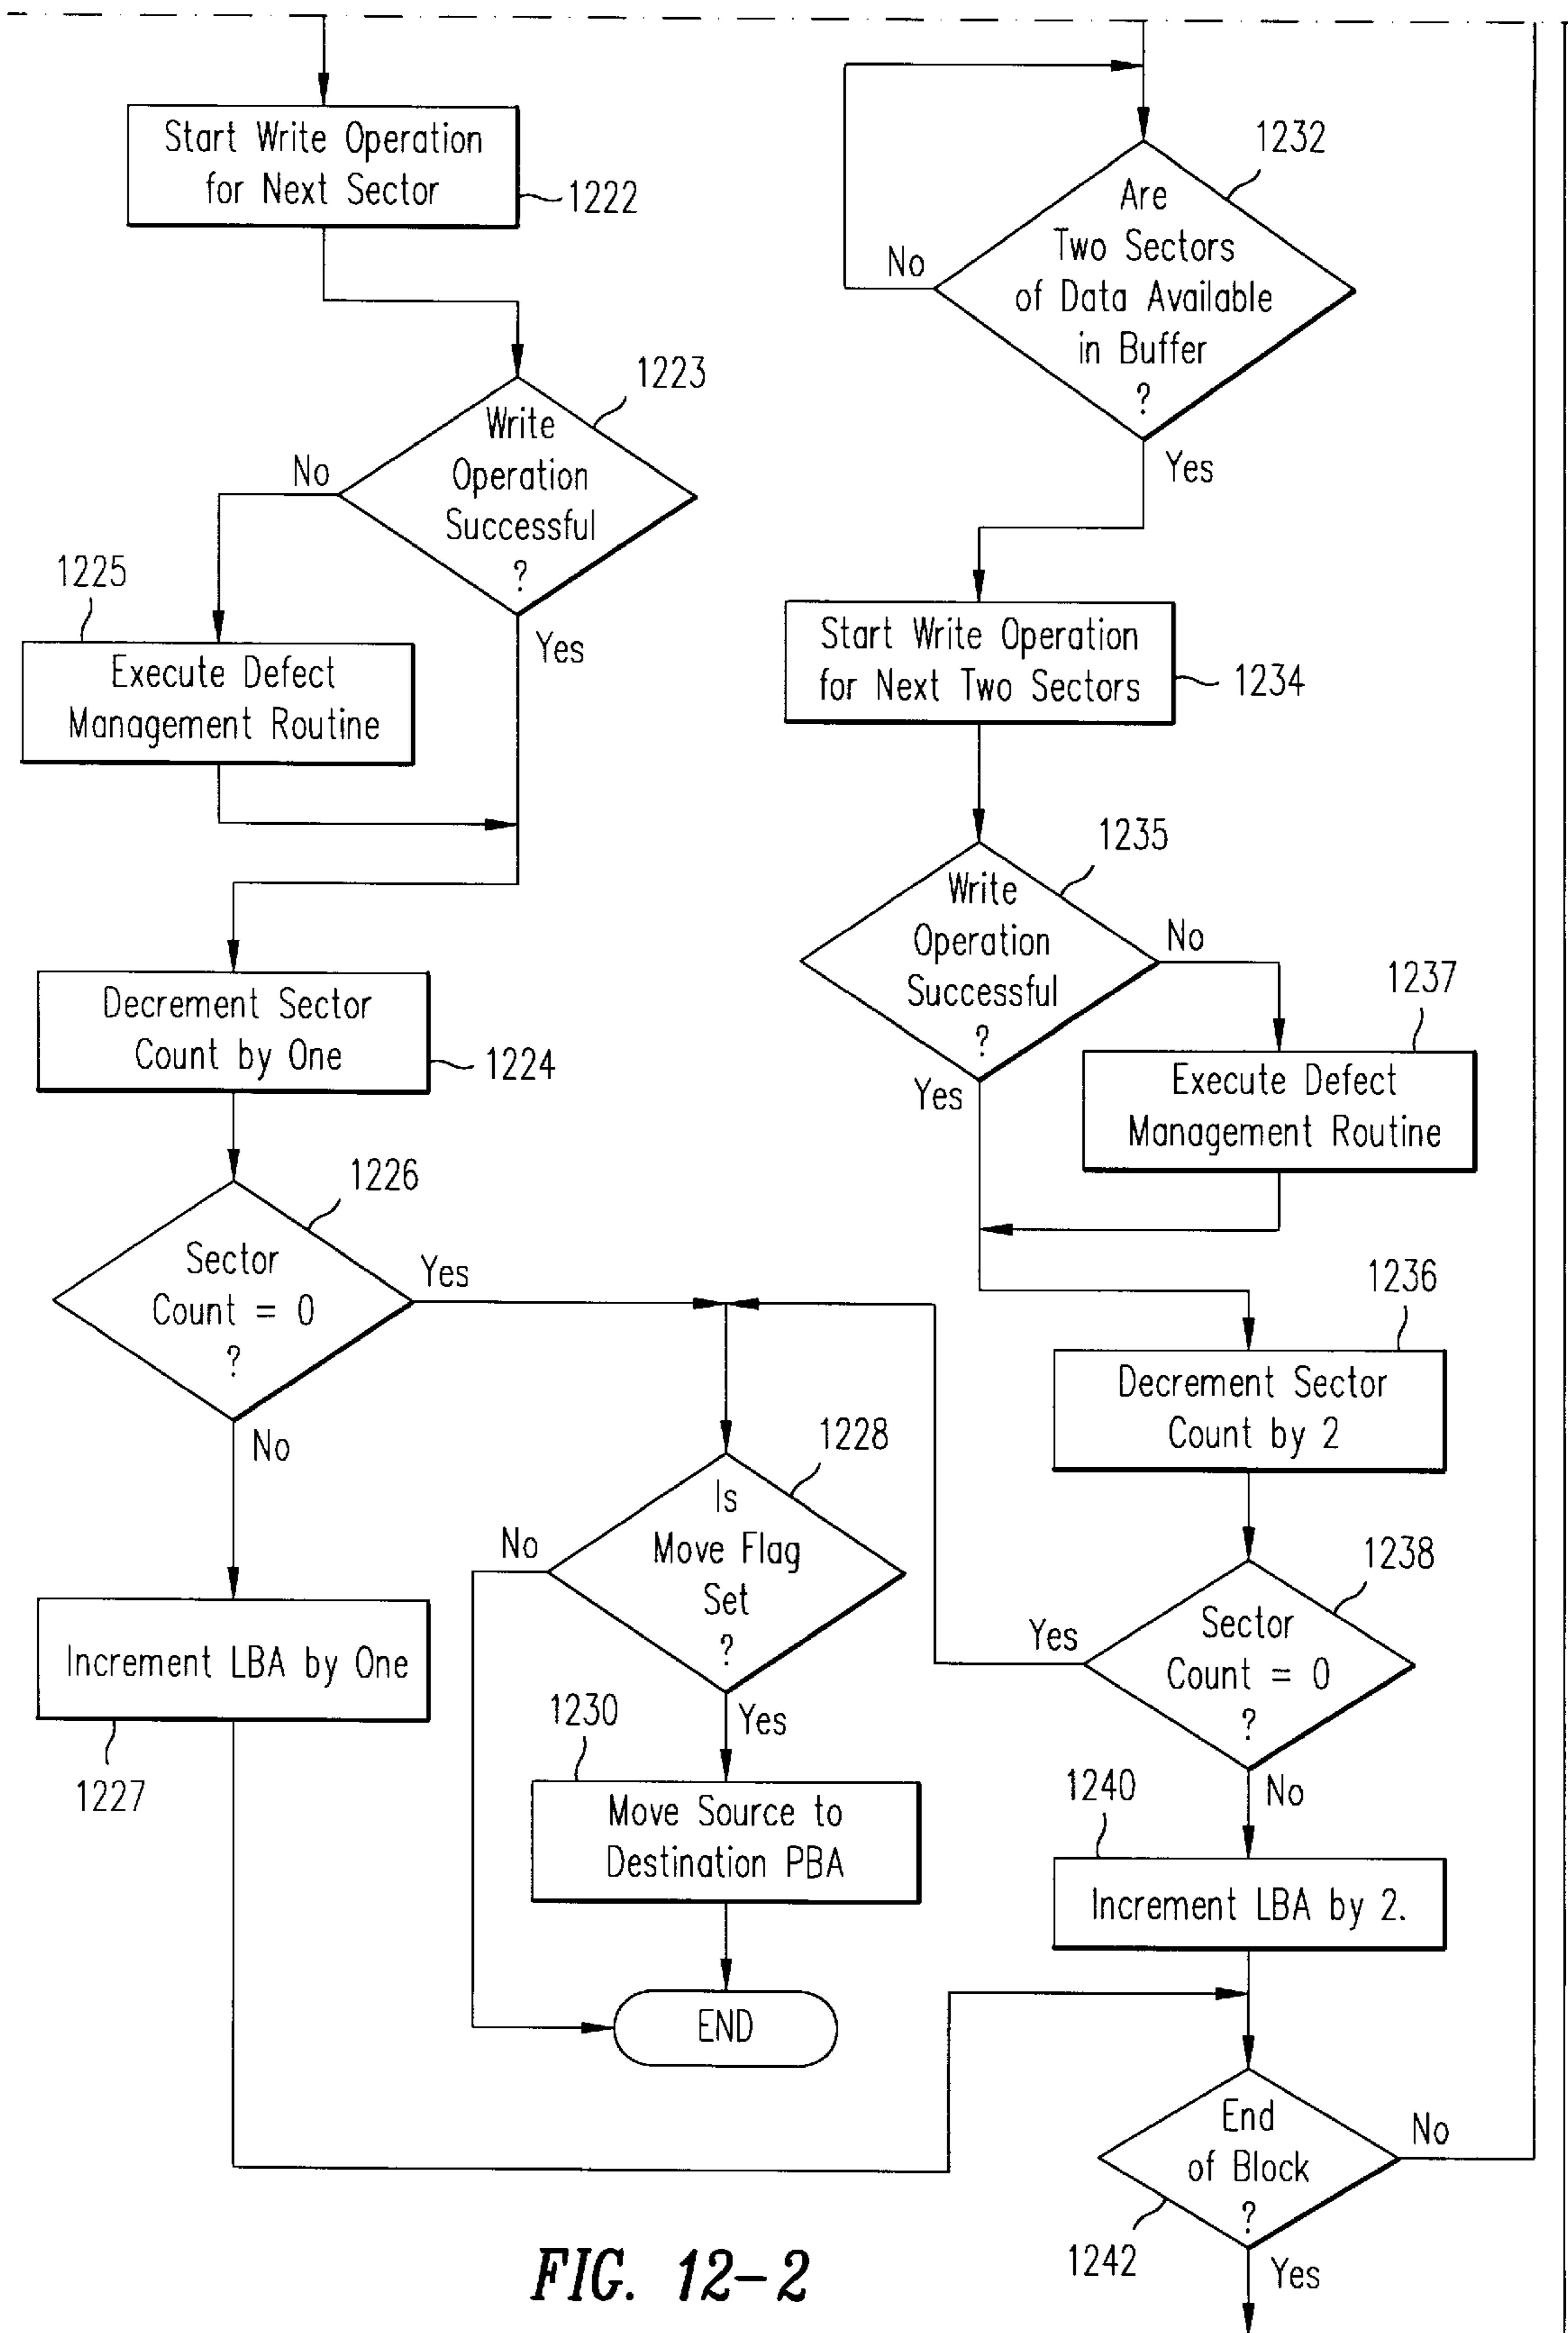 Start Write Operation
for Next Sector
1222
Write
Operation
Successful
?
1223
No
Yes
1225
Execute Defect
Management Routine
Decrement Sector
Count by One
1224
1226
Sector
Count = 0
?
Yes
No
Increment LBA by One
1227
1228
Is
Move Flag
Set
?
No
Yes
1230
Move Source to
Destination PBA
END
1232
Are
Two Sectors
of Data Available
in Buffer
?
No
Yes
Start Write Operation
for Next Two Sectors
1234
1235
Write
Operation
Successful
?
No
Yes
1237
Execute Defect
Management Routine
1236
Decrement Sector
Count by 2
1238
Sector
Count = 0
?
Yes
No
1240
Increment LBA by 2.
End
of Block
?
No
1242
Yes
FIG. 12-2